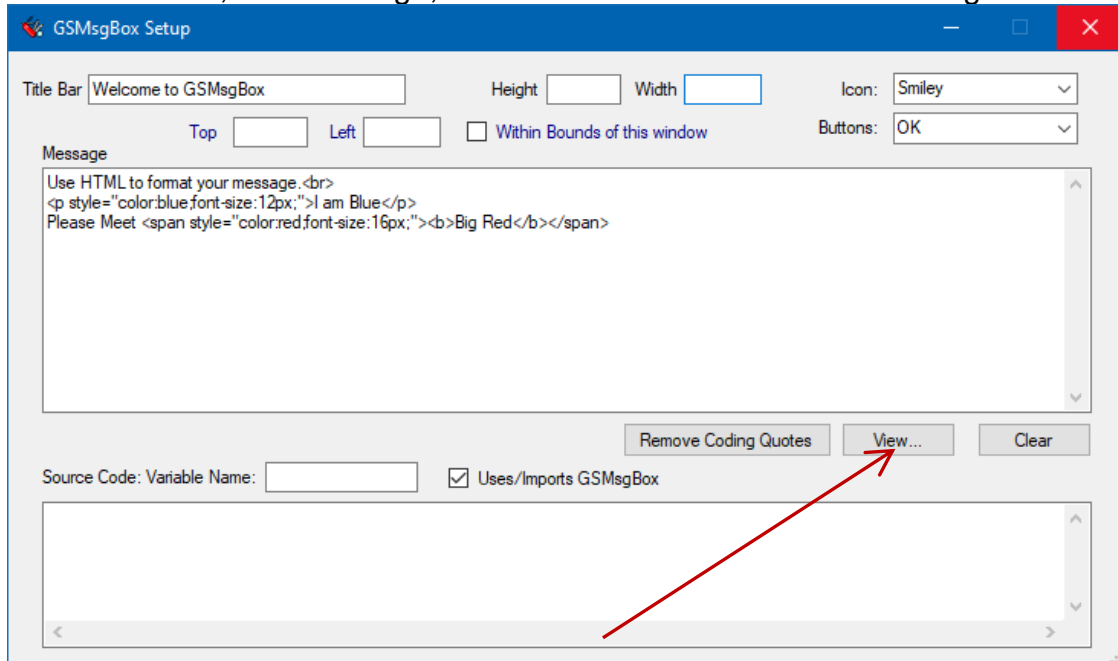 GSMsgBox Setup
Title Bar Welcome to GSMsgBox Height Width Icon: Smiley
Top Left Within Bounds of this window Buttons: OK
Message
Use HTML to format your message.<br>
<p style="color:blue;font-size:12px;">I am Blue</p>
Please Meet <span style="color:red;font-size:16px;"><b>Big Red</b></span>
Remove Coding Quotes View... Clear
Source Code: Variable Name: Uses/Imports GSMsgBox